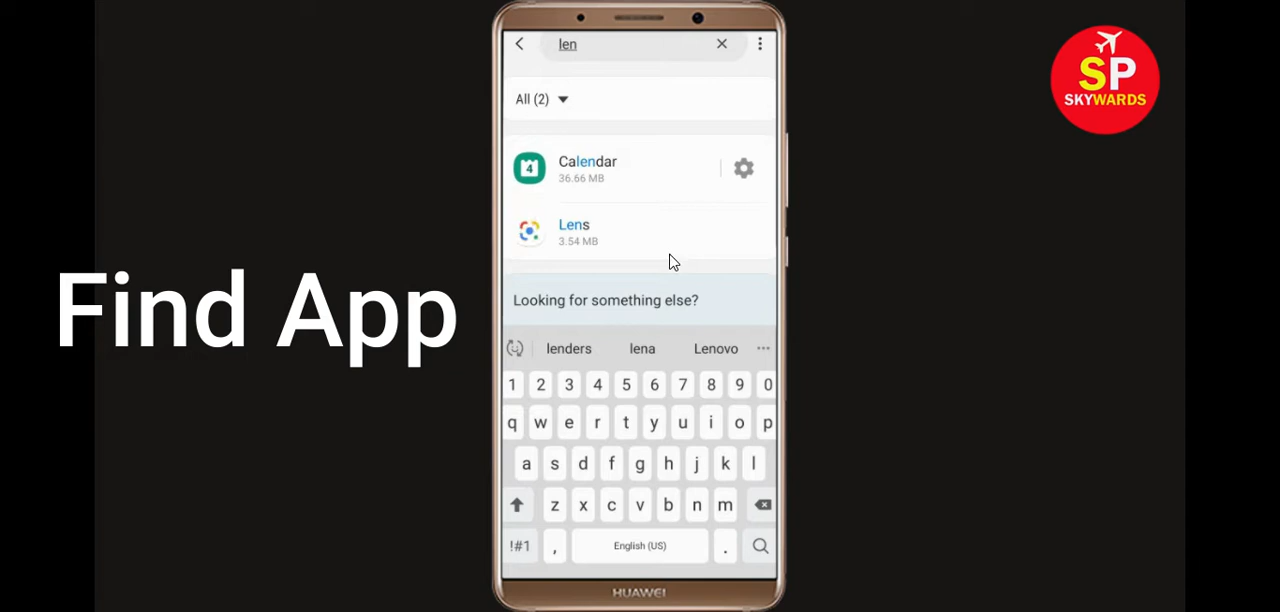 len
All (2)
Calendar
36.66 MB
Lens
3.54 MB
Looking for something else?
lenders lena Lenovo
1 2 3 4 5 6 7 8 9 0
q w e r t y u i o p
a s d f g h j k l
z x c v b n m
!#1 , English (US) .
HUAWEI
Find App
SP
SKYWARDS
4